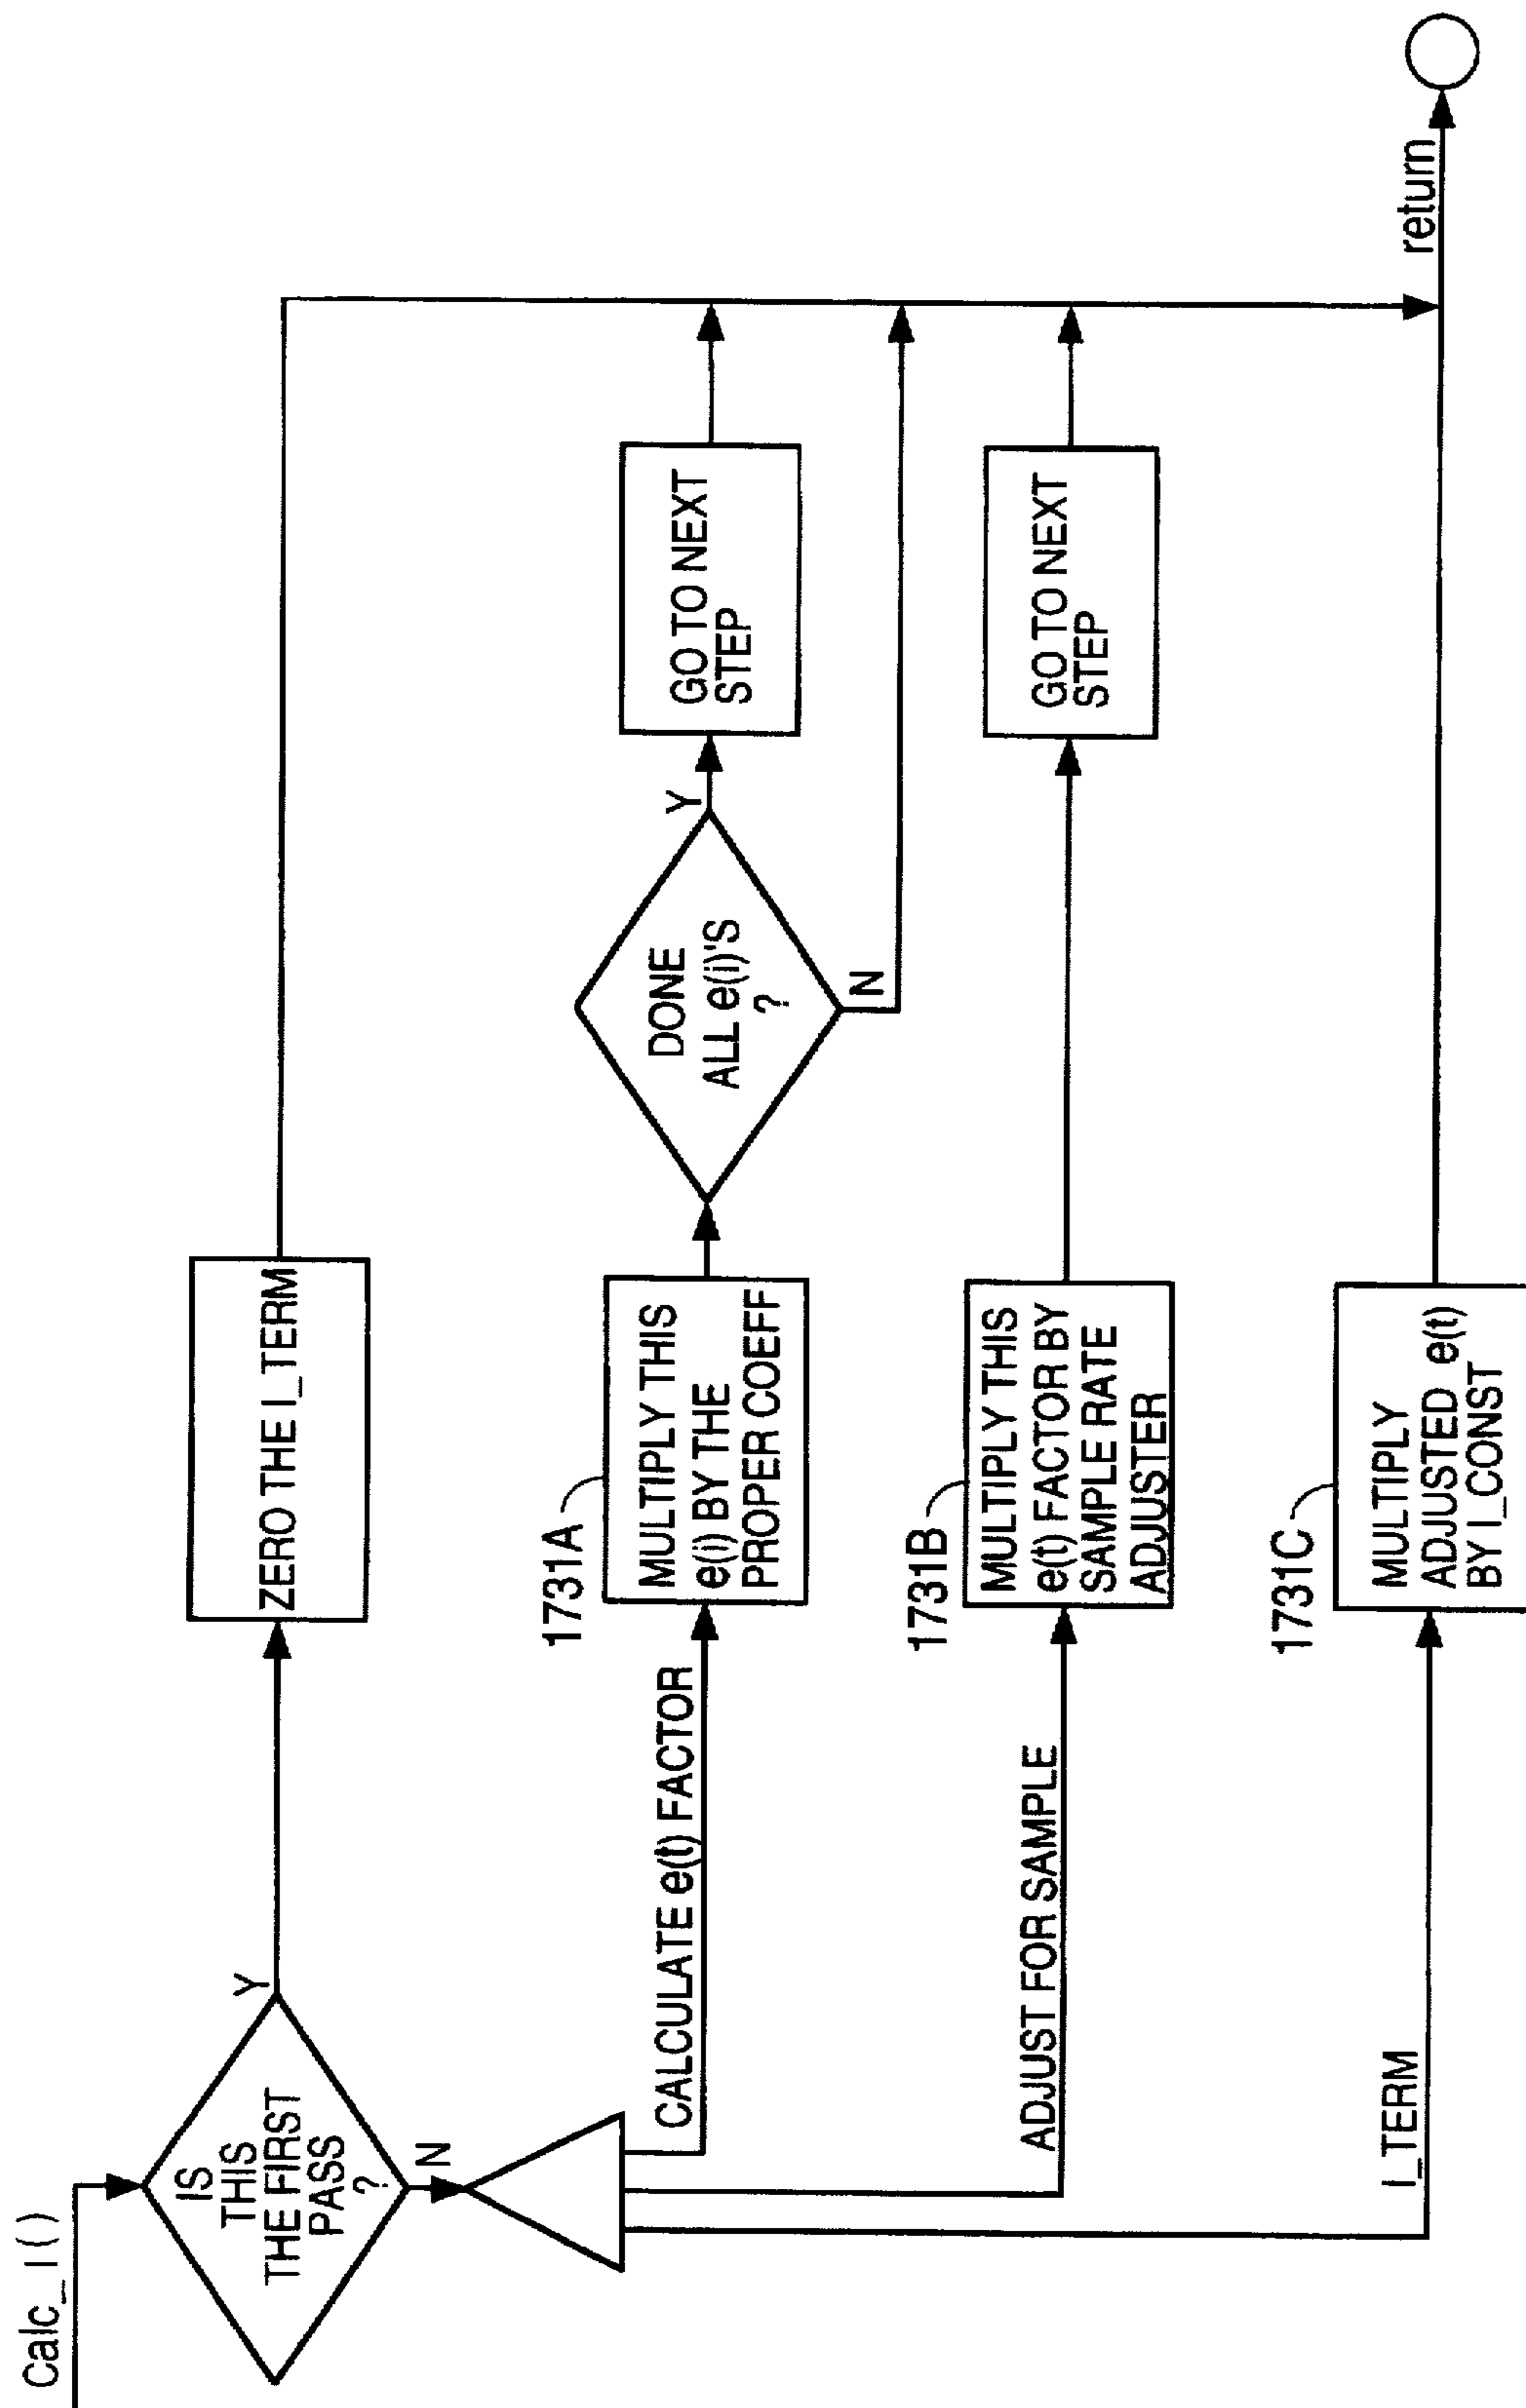 Calc_I()
IS
THIS
THE FIRST
PASS
?
Y
N
ZERO THE I_TERM
CALCULATE e(t) FACTOR
1731A
MULTIPLY THIS
e(i) BY THE
PROPER COEFF
DONE
ALL e(i)'S
?
Y
N
GO TO NEXT
STEP
ADJUST FOR SAMPLE
1731B
MULTIPLY THIS
e(t) FACTOR BY
SAMPLE RATE
ADJUSTER
GO TO NEXT
STEP
I_TERM
1731C
MULTIPLY
ADJUSTED e(t)
BY I_CONST
return